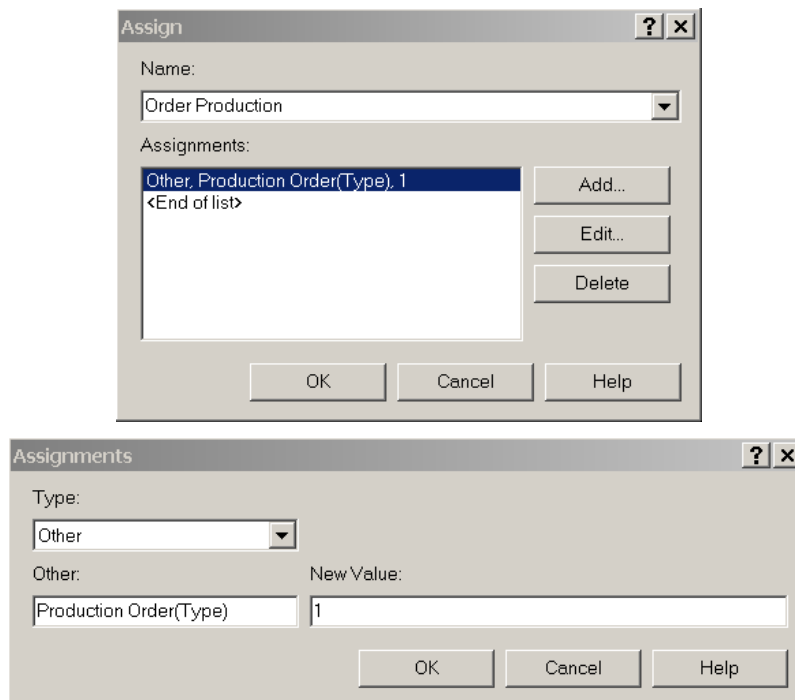 Assign
Name:
Order Production
Assignments:
Other, Production Order(Type), 1
<End of list>
Add...
Edit...
Delete
OK Cancel Help
Assignments
Type:
Other
Other: New Value:
Production Order(Type) 1
OK Cancel Help